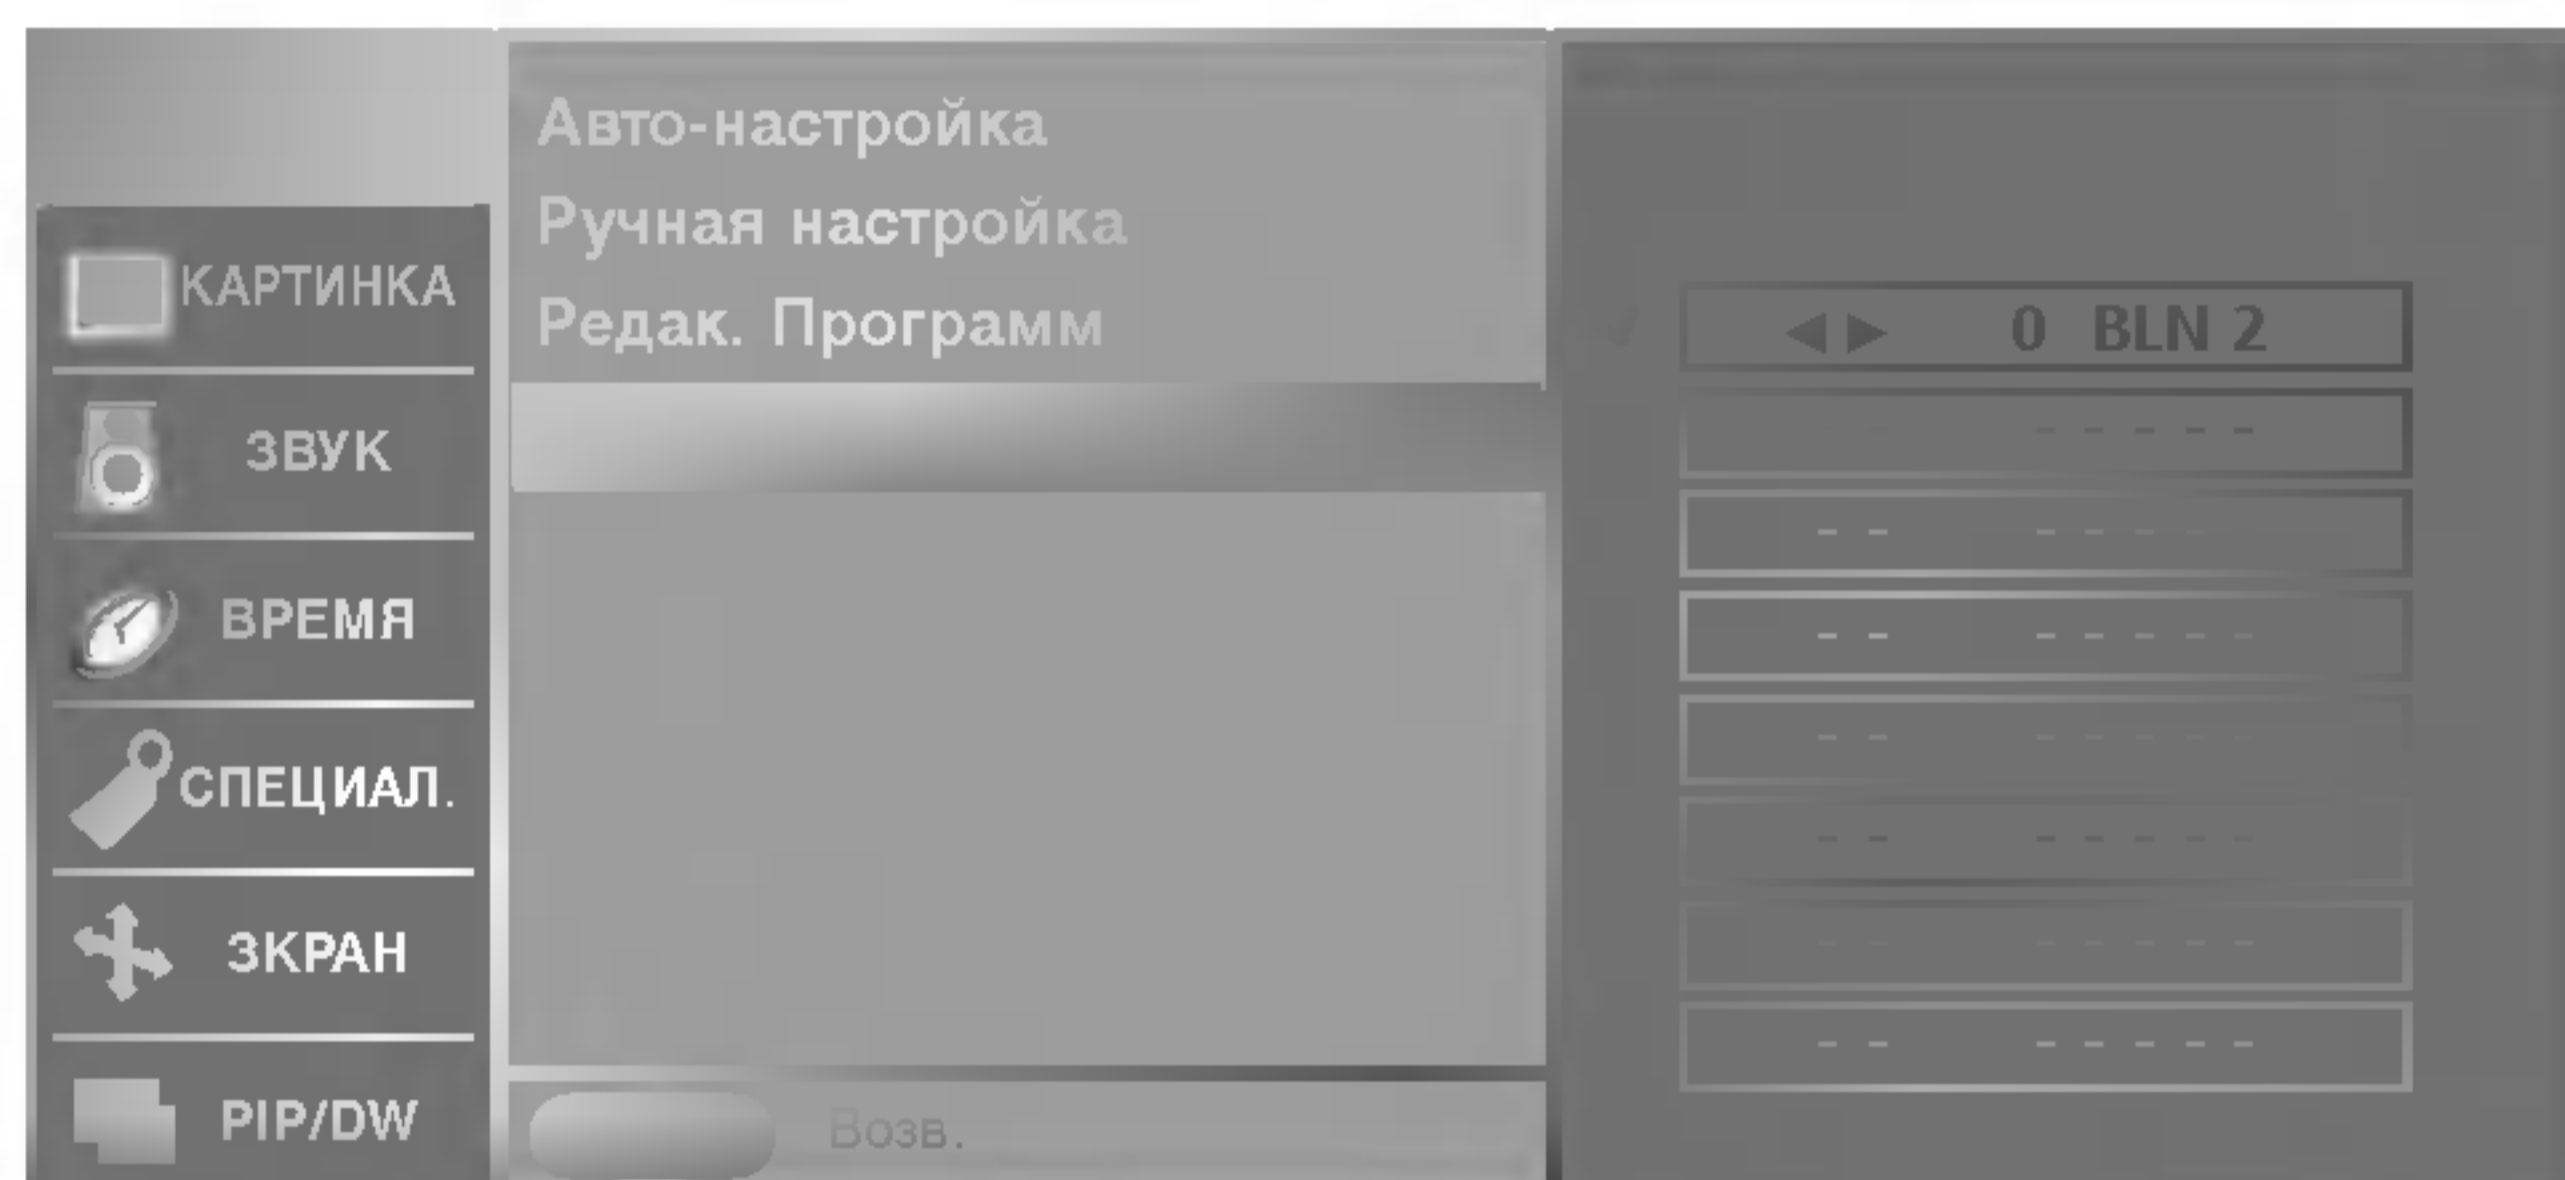 Авто-настройка
Ручная настройка
Редак. Программ
КАРТИНКА
ЗВУК
ВРЕМЯ
СПЕЦИАЛ.
ЗКРАН
PIP/DW
◀ ▶ 0 BLN 2
- - - - -
- - - - - - -
- - - - - - -
- - - - - - -
- - - - - - -
- - - - - - -
- - - - - - -
Возв.